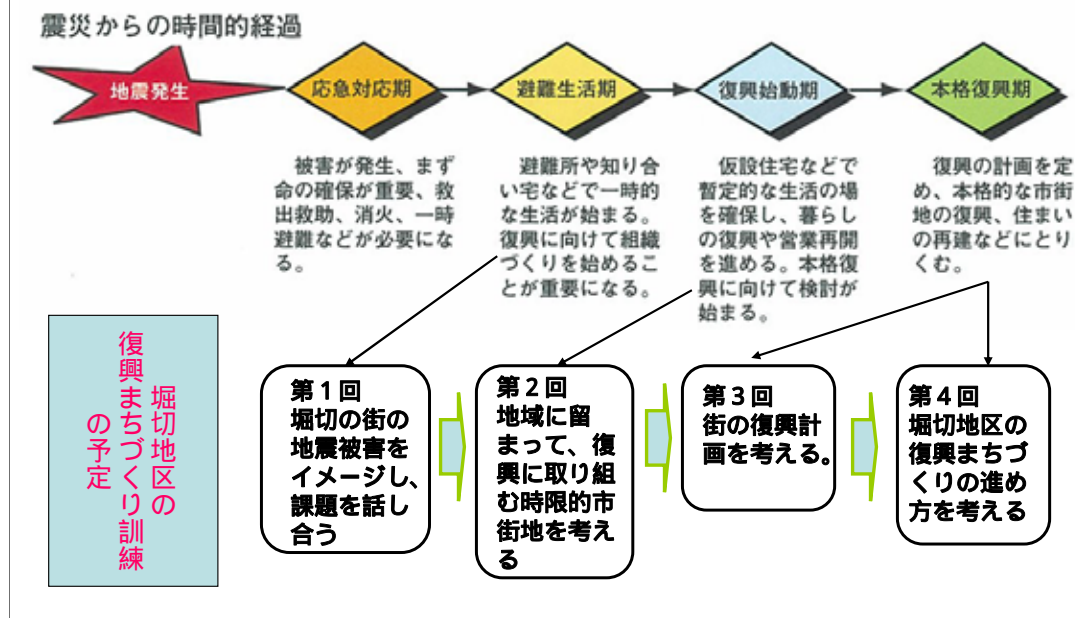 震災からの時間的経過
地震発生
応急対応期
避難生活期
復興始動期
本格復興期
被害が発生、まず
命の確保が重要、救
出救助、消火、一時
避難などが必要にな
る。
避難所や知り合
い宅などで一時的
な生活が始まる。
復興に向けて組織
づくりを始めるこ
とが重要になる。
仮設住宅などで
暫定的な生活の場
を確保し、暮らし
の復興や営業再開
を進める。本格復
興に向けて検討が
始まる。
復興の計画を定
め、本格的な市街
地の復興、住まい
の再建などにとり
くむ。
堀切地区の
復興まちづくり訓練
の予定
第1回
堀切の街の
地震被害を
イメージし、
課題を話し
合う
第2回
地域に留
まって、復
興に取り組
む時限的市
街地を考え
る
第3回
街の復興計
画を考える。
第4回
堀切地区の
復興まちづ
くりの進め
方を考える